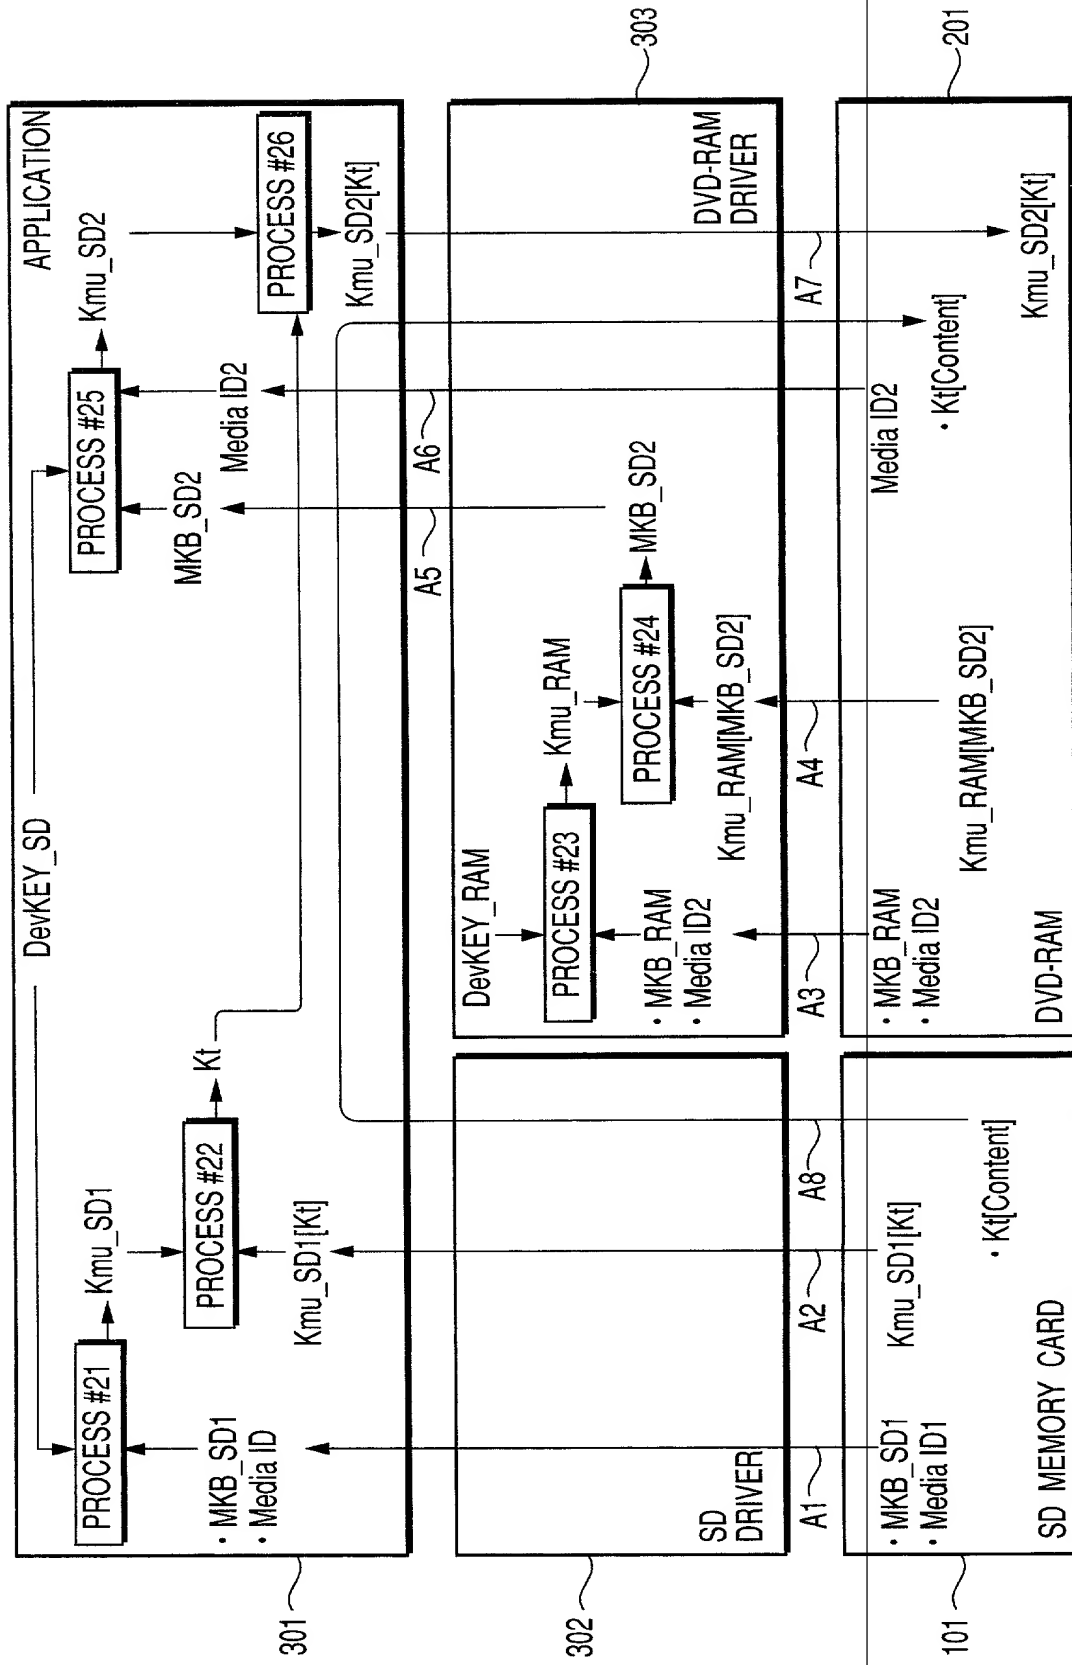 APPLICATION
DevKEY_SD
PROCESS #21
Kmu_SD1
PROCESS #25
Kmu_SD2
• MKB_SD1
• Media ID
PROCESS #22
Kt
Kmu_SD1[Kt]
MKB_SD2
Media ID2
PROCESS #26
Kmu_SD2[Kt]
301
A5
A6
SD
DRIVER
302
DevKEY_RAM
PROCESS #23
Kmu_RAM
• MKB_RAM
• Media ID2
PROCESS #24
MKB_SD2
Kmu_RAM[MKB_SD2]
DVD-RAM
DRIVER
303
A1
A2
A8
A3
A4
A7
• MKB_SD1
• Media ID1
Kmu_SD1[Kt]
• Kt[Content]
SD MEMORY CARD
101
• MKB_RAM
• Media ID2
Kmu_RAM[MKB_SD2]
Media ID2
• Kt[Content]
Kmu_SD2[Kt]
DVD-RAM
201